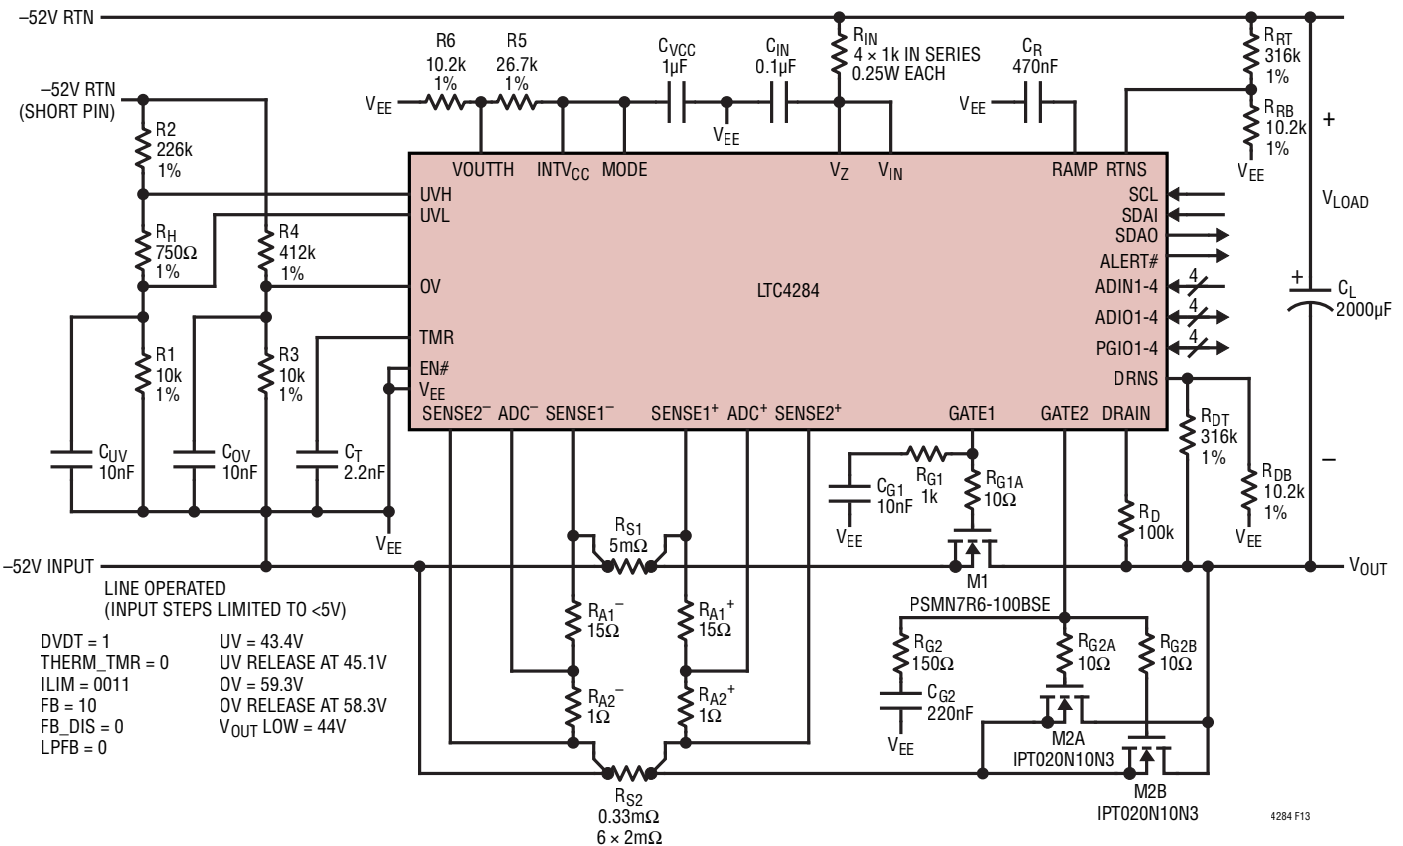 –52V RTN
R6
10.2k
1%
R5
26.7k
1%
CVCC
1µF
CIN
0.1µF
RIN
4 × 1k IN SERIES
0.25W EACH
CR
470nF
RRT
316k
1%
–52V RTN
(SHORT PIN)
VEE
VEE
VEE
RRB
10.2k
1%
VEE
+
R2
226k
1%
VOUTTH
INTVCC
MODE
VZ
VIN
RAMP
RTNS
UVH
UVL
SCL
SDAI
SDAO
ALERT#
VLOAD
RH
750Ω
1%
R4
412k
1%
OV
LTC4284
ADIN1-4
4
ADIO1-4
4
PGIO1-4
4
+
CL
2000µF
TMR
R1
10k
1%
R3
10k
1%
EN#
VEE
DRNS
SENSE2–
ADC–
SENSE1–
SENSE1+
ADC+
SENSE2+
GATE1
GATE2
DRAIN
RDT
316k
1%
–
CUV
10nF
COV
10nF
CT
2.2nF
CG1
10nF
RG1
1k
RG1A
10Ω
RDB
10.2k
1%
VEE
RD
100k
VEE
VEE
RS1
5mΩ
–52V INPUT
VOUT
M1
PSMN7R6-100BSE
LINE OPERATED
(INPUT STEPS LIMITED TO <5V)
RA1–
15Ω
RA1+
15Ω
DVDT = 1
THERM_TMR = 0
ILIM = 0011
FB = 10
FB_DIS = 0
LPFB = 0
UV = 43.4V
UV RELEASE AT 45.1V
OV = 59.3V
OV RELEASE AT 58.3V
VOUT LOW = 44V
RG2
150Ω
RG2A
10Ω
RG2B
10Ω
RA2–
1Ω
RA2+
1Ω
CG2
220nF
VEE
M2A
IPT020N10N3
RS2
0.33mΩ
6 × 2mΩ
M2B
IPT020N10N3
4284 F13